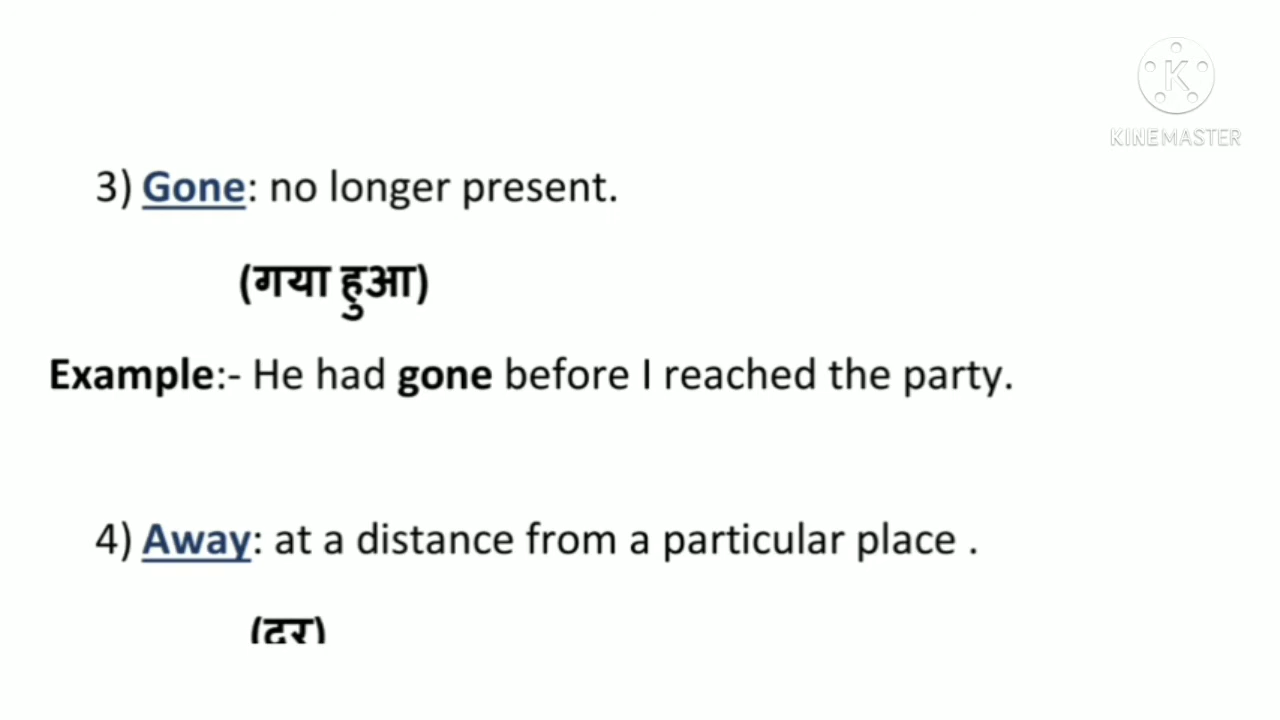 KINEMASTER
3) Gone: no longer present.
(गया हुआ)
Example:- He had gone before I reached the party.
4) Away: at a distance from a particular place .